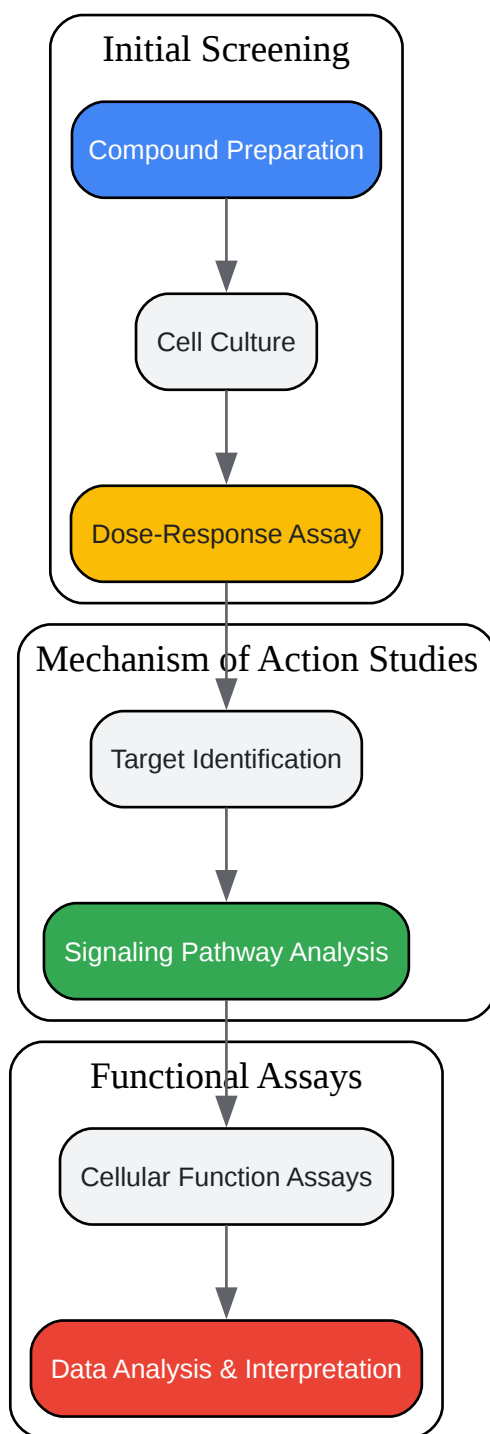 Initial Screening
Compound Preparation
Cell Culture
Dose-Response Assay
Mechanism of Action Studies
Target Identification
Signaling Pathway Analysis
Functional Assays
Cellular Function Assays
Data Analysis & Interpretation